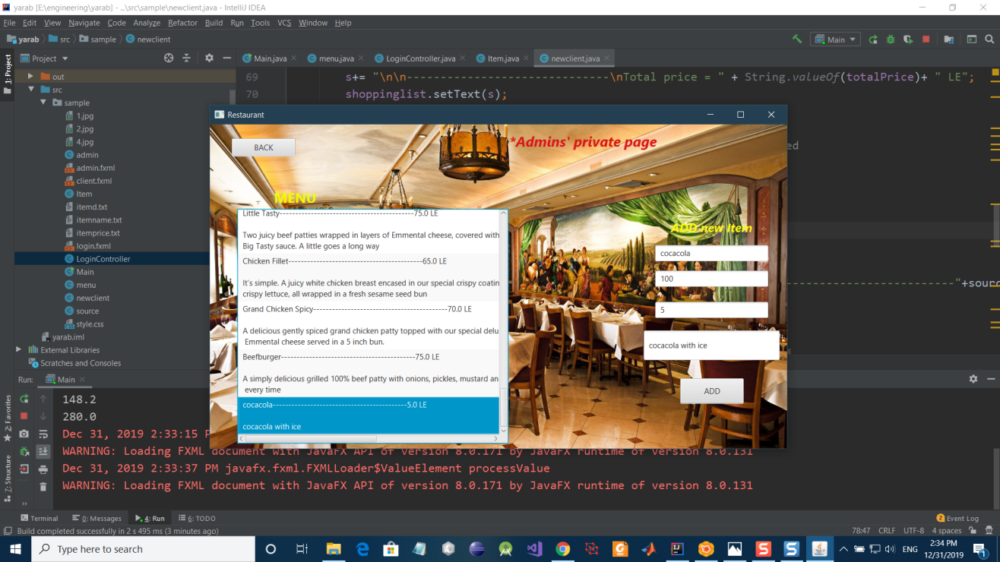 yarab [E:\engineering\yarab] - ...\src\sample\newclient.java - IntelliJ IDEA
File Edit View Navigate Code Analyze Refactor Build Run Tools VCS Window Help
yarab src sample newclient
Main
Project
Main.java menu.java LoginController.java Item.java newclient.java
1: Project
out
src
sample
1.jpg
2.jpg
4.jpg
admin
admin.fxml
client.fxml
Item
itemd.txt
itemname.txt
itemprice.txt
login.fxml
LoginController
Main
menu
newclient
source
style.css
yarab.iml
External Libraries
Scratches and Consoles
69 s+= "\n\n------------------------------\nTotal price = " + String.valueOf(totalPrice)+ " LE";
70 shoppinglist.setText(s);
Restaurant
BACK
*Admins' private page
MENU
Little Tasty-------------------------------------------75.0 LE
Two juicy beef patties wrapped in layers of Emmental cheese, covered with
Big Tasty sauce. A little goes a long way
Chicken Fillet-------------------------------------------65.0 LE
It's simple. A juicy white chicken breast encased in our special crispy coatin
crispy lettuce, all wrapped in a fresh sesame seed bun
Grand Chicken Spicy-------------------------------------------70.0 LE
A delicious gently spiced grand chicken patty topped with our special delu
Emmental cheese served in a 5 inch bun.
Beefburger-------------------------------------------75.0 LE
A simply delicious grilled 100% beef patty with onions, pickles, mustard an
every time
cocacola-------------------------------------------5.0 LE
cocacola with ice
ADD new Item
cocacola
100
5
cocacola with ice
ADD
ed
-------------------------"+sourc
Run: Main
148.2
280.0
Dec 31, 2019 2:33:15 P
WARNING: Loading FXML document with JavaFX API of version 8.0.171 by JavaFX runtime of version 8.0.131
Dec 31, 2019 2:33:37 PM javafx.fxml.FXMLLoader$ValueElement processValue
WARNING: Loading FXML document with JavaFX API of version 8.0.171 by JavaFX runtime of version 8.0.131
2: Favorites
Z: Structure
Terminal 0: Messages 4: Run 6: TODO
2 Event Log
Build completed successfully in 2 s 495 ms (3 minutes ago)
78:47 CRLF UTF-8 4 spaces
Type here to search
ENG
2:34 PM
12/31/2019
1